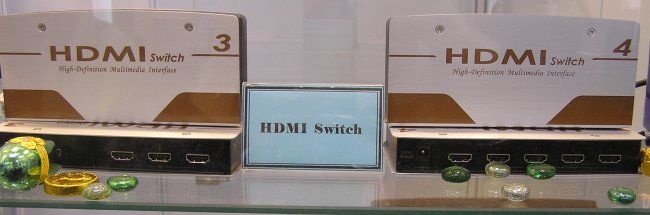 HDMI Switch 3
High-Definition Multimedia Interface
HDMI Switch
HDMI Switch 4
High-Definition Multimedia Interface